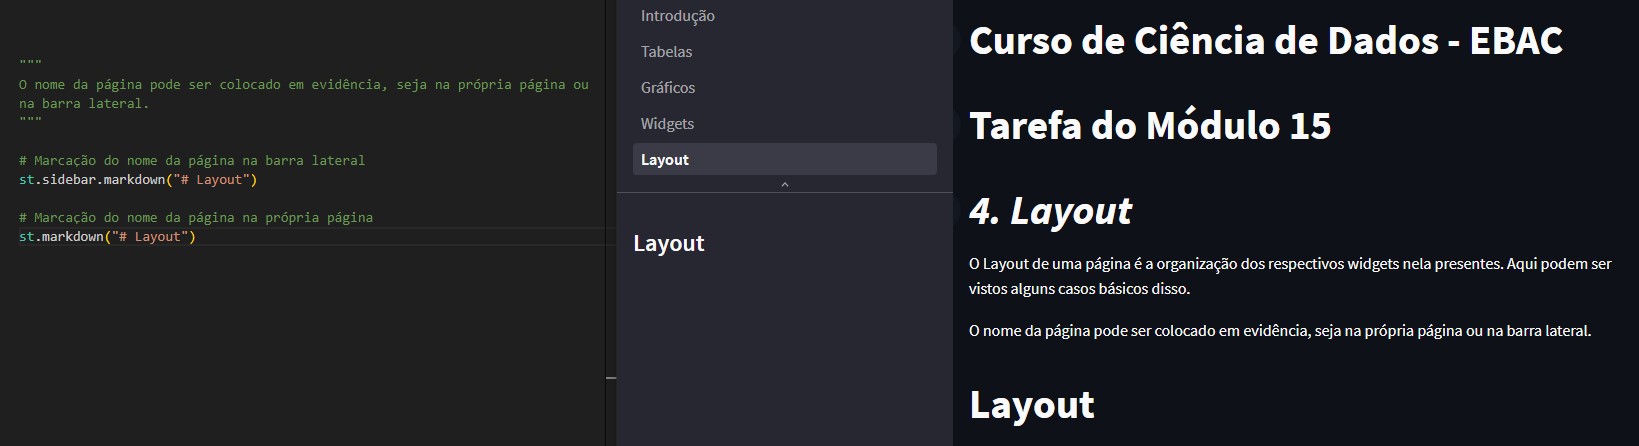 """
O nome da página pode ser colocado em evidência, seja na própria página ou
na barra lateral.
"""
# Marcação do nome da página na barra lateral
st.sidebar.markdown("# Layout")
# Marcação do nome da página na própria página
st.markdown("# Layout")
Introdução
Tabelas
Gráficos
Widgets
Layout
Layout
Curso de Ciência de Dados - EBAC
Tarefa do Módulo 15
4. Layout
O Layout de uma página é a organização dos respectivos widgets nela presentes. Aqui podem ser
vistos alguns casos básicos disso.
O nome da página pode ser colocado em evidência, seja na própria página ou na barra lateral.
Layout